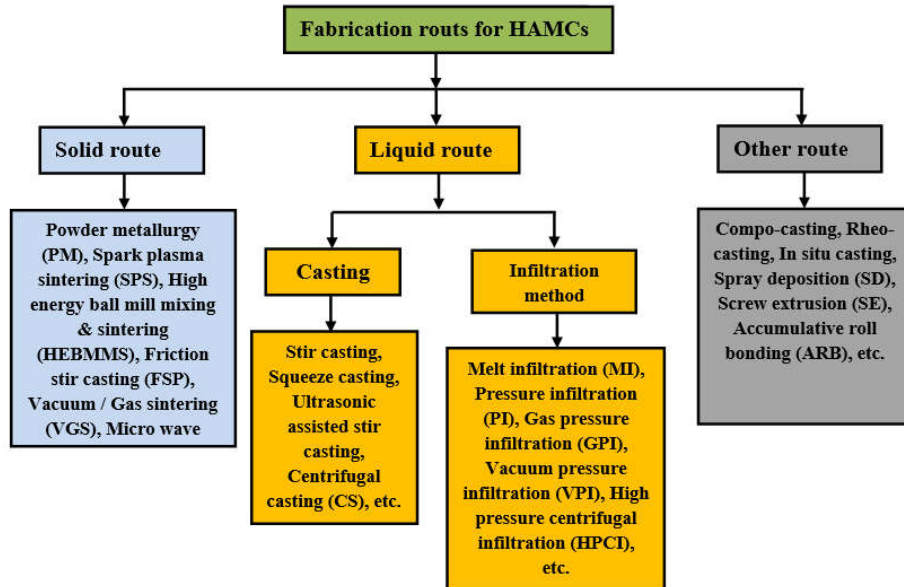 Fabrication routs for HAMCs
Solid route
Liquid route
Other route
Powder metallurgy
(PM), Spark plasma
sintering (SPS), High
energy ball mill mixing
& sintering
(HEBMMS), Friction
stir casting (FSP),
Vacuum / Gas sintering
(VGS), Micro wave
Casting
Infiltration
method
Compo-casting, Rheo-
casting, In situ casting,
Spray deposition (SD),
Screw extrusion (SE),
Accumulative roll
bonding (ARB), etc.
Stir casting,
Squeeze casting,
Ultrasonic
assisted stir
casting,
Centrifugal
casting (CS), etc.
Melt infiltration (MI),
Pressure infiltration
(PI), Gas pressure
infiltration (GPI),
Vacuum pressure
infiltration (VPI), High
pressure centrifugal
infiltration (HPCI),
etc.